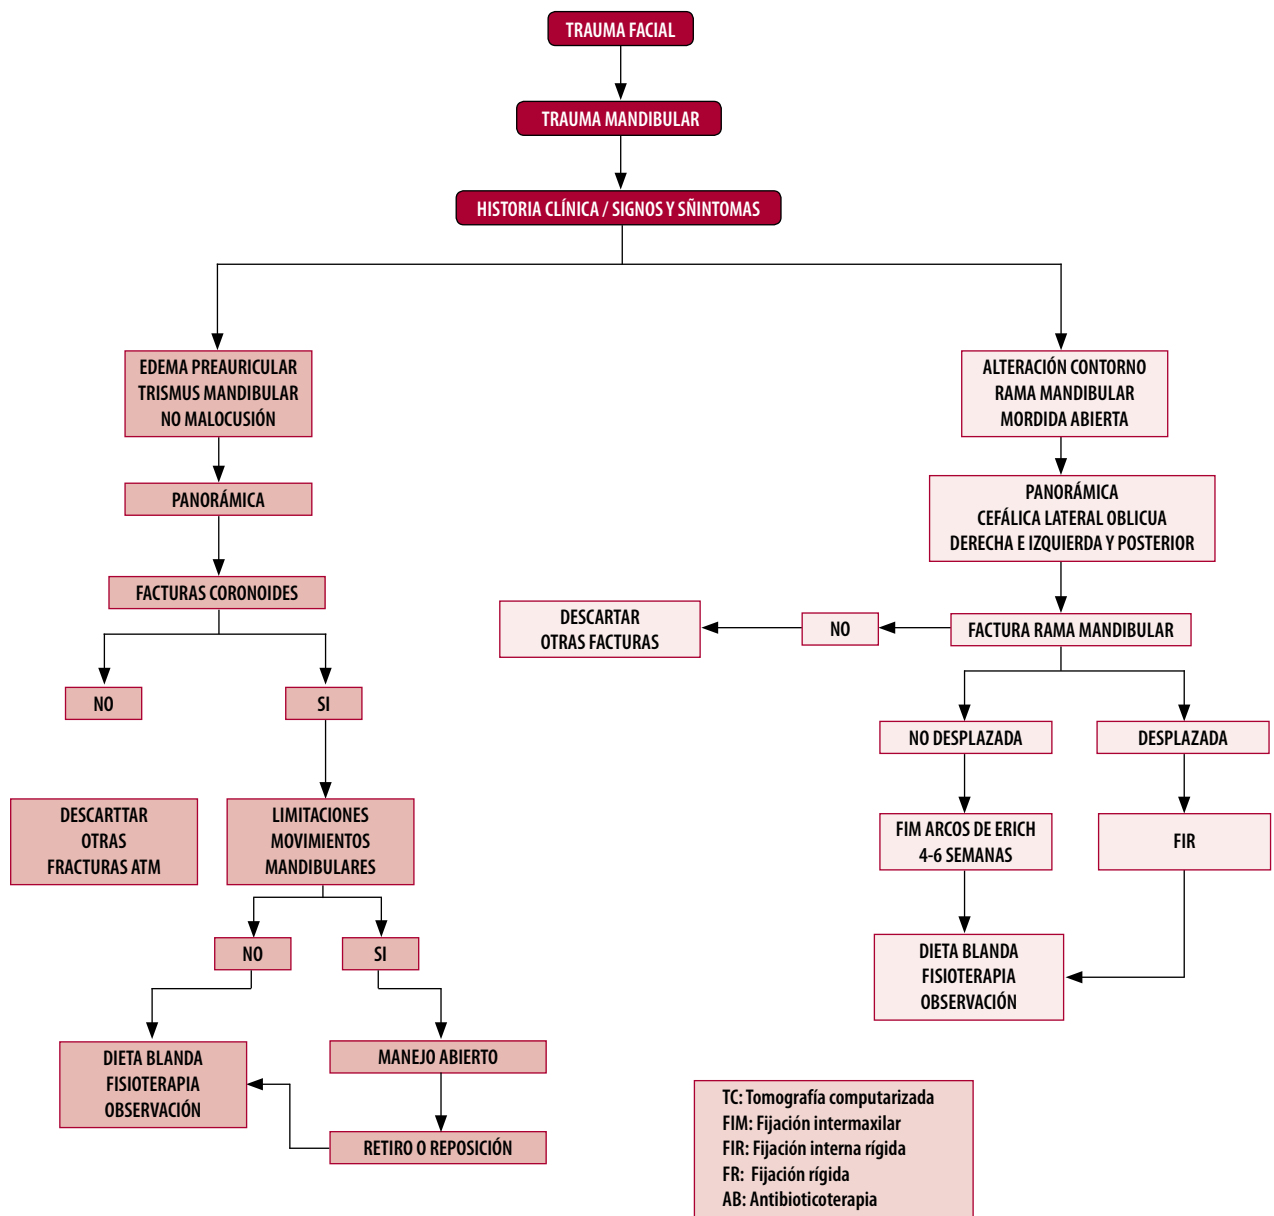 TRAUMA FACIAL
TRAUMA MANDIBULAR
HISTORIA CLÍNICA / SIGNOS Y SÑINTOMAS
EDEMA PREAURICULAR
TRISMUS MANDIBULAR
NO MALOCUSIÓN
PANORÁMICA
FACTURAS CORONOIDES
NO
SI
DESCARTTAR
OTRAS
FRACTURAS ATM
LIMITACIONES
MOVIMIENTOS
MANDIBULARES
NO
SI
DIETA BLANDA
FISIOTERAPIA
OBSERVACIÓN
MANEJO ABIERTO
RETIRO O REPOSICIÓN
ALTERACIÓN CONTORNO
RAMA MANDIBULAR
MORDIDA ABIERTA
PANORÁMICA
CEFÁLICA LATERAL OBLICUA
DERECHA E IZQUIERDA Y POSTERIOR
FACTURA RAMA MANDIBULAR
NO
DESCARTAR
OTRAS FACTURAS
NO DESPLAZADA
DESPLAZADA
FIM ARCOS DE ERICH
4-6 SEMANAS
FIR
DIETA BLANDA
FISIOTERAPIA
OBSERVACIÓN
TC: Tomografía computarizada
FIM: Fijación intermaxilar
FIR: Fijación interna rígida
FR: Fijación rígida
AB: Antibioticoterapia